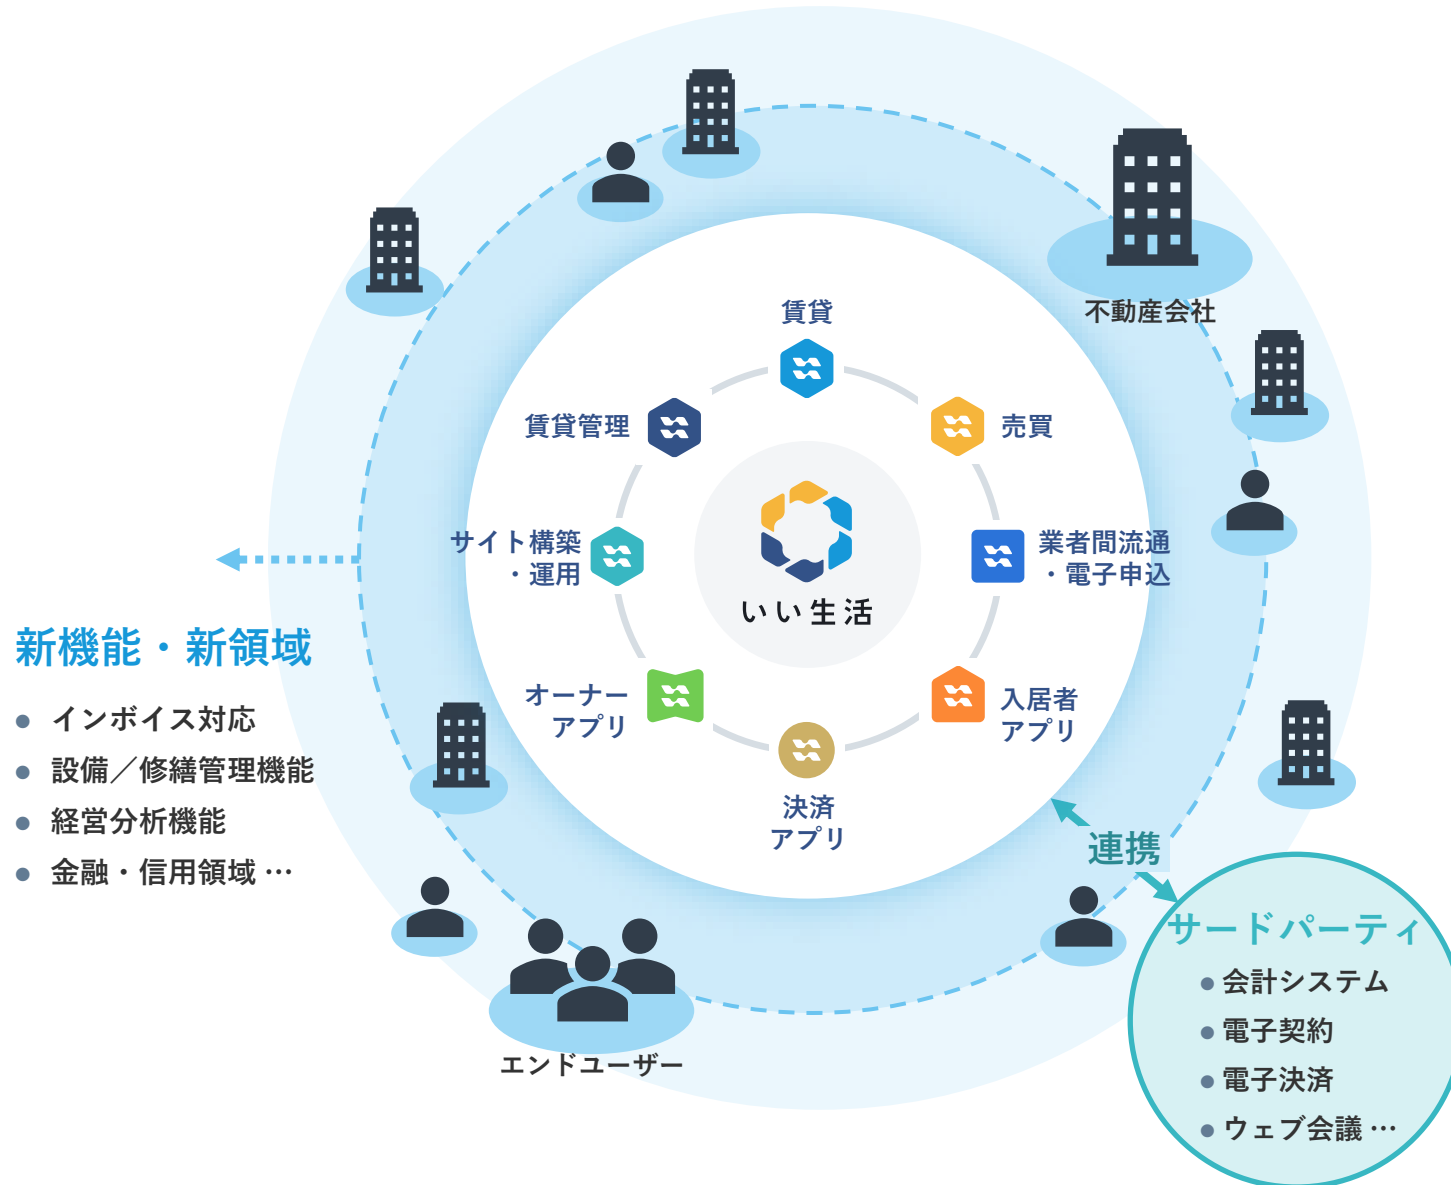 不動産会社
賃貸
賃貸管理
売買
サイト構築
・運用
業者間流通
・電子申込
いい生活
オーナー
アプリ
入居者
アプリ
決済
アプリ
新機能・新領域
● インボイス対応
● 設備／修繕管理機能
● 経営分析機能
● 金融・信用領域 …
連携
サードパーティ
● 会計システム
● 電子契約
● 電子決済
● ウェブ会議 …
エンドユーザー